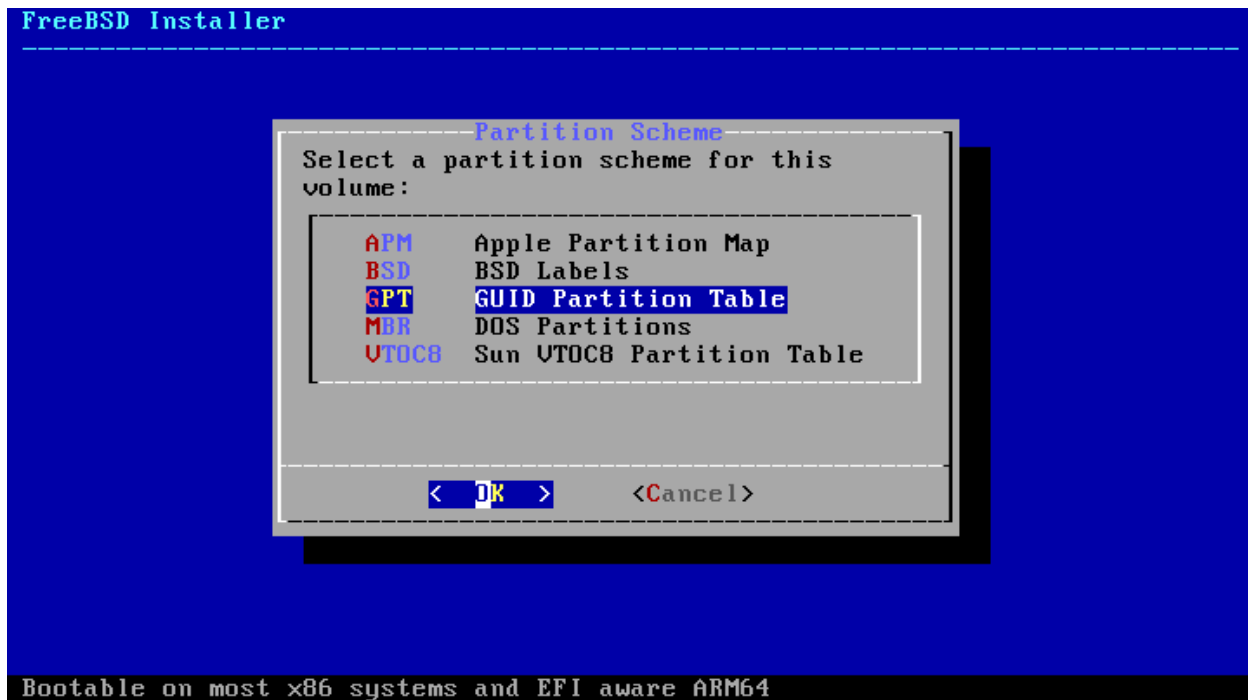 FreeBSD Installer
Partition Scheme
Select a partition scheme for this
volume:
APM Apple Partition Map
BSD BSD Labels
GPT GUID Partition Table
MBR DOS Partitions
VTOC8 Sun VTOC8 Partition Table
< OK > <Cancel>
Bootable on most x86 systems and EFI aware ARM64